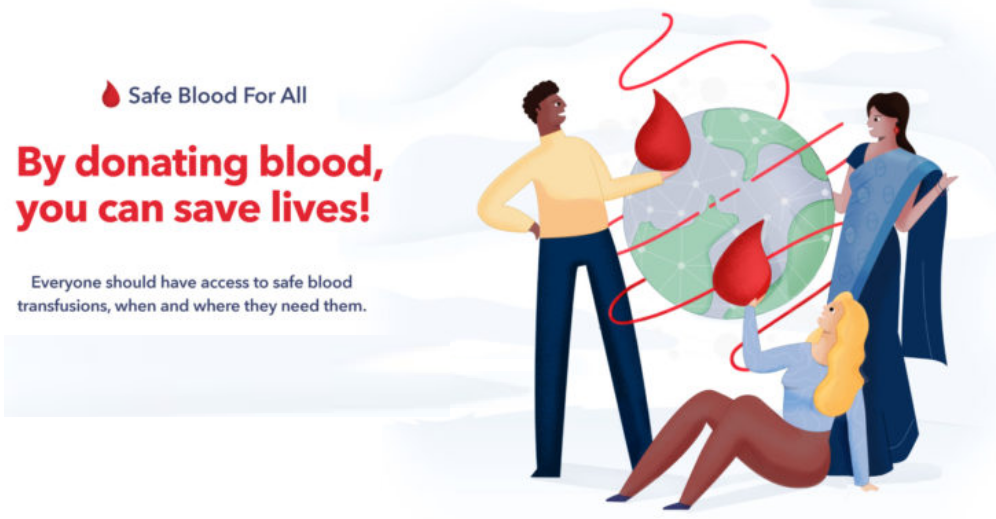 Safe Blood For All
By donating blood,
you can save lives!
Everyone should have access to safe blood
transfusions, when and where they need them.